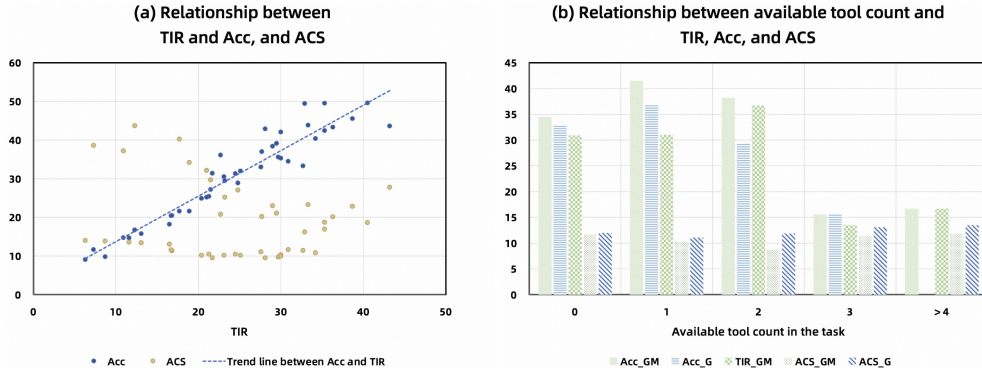 (a) Relationship between
TIR and Acc, and ACS
60
50
40
30
20
10
0
0 10 20 30 40 50
TIR
Acc ACS Trend line between Acc and TIR
(b) Relationship between available tool count and
TIR, Acc, and ACS
45
40
35
30
25
20
15
10
5
0
0 1 2 3 >4
Available tool count in the task
Acc_GM Acc_G TIR_GM ACS_GM ACS_G